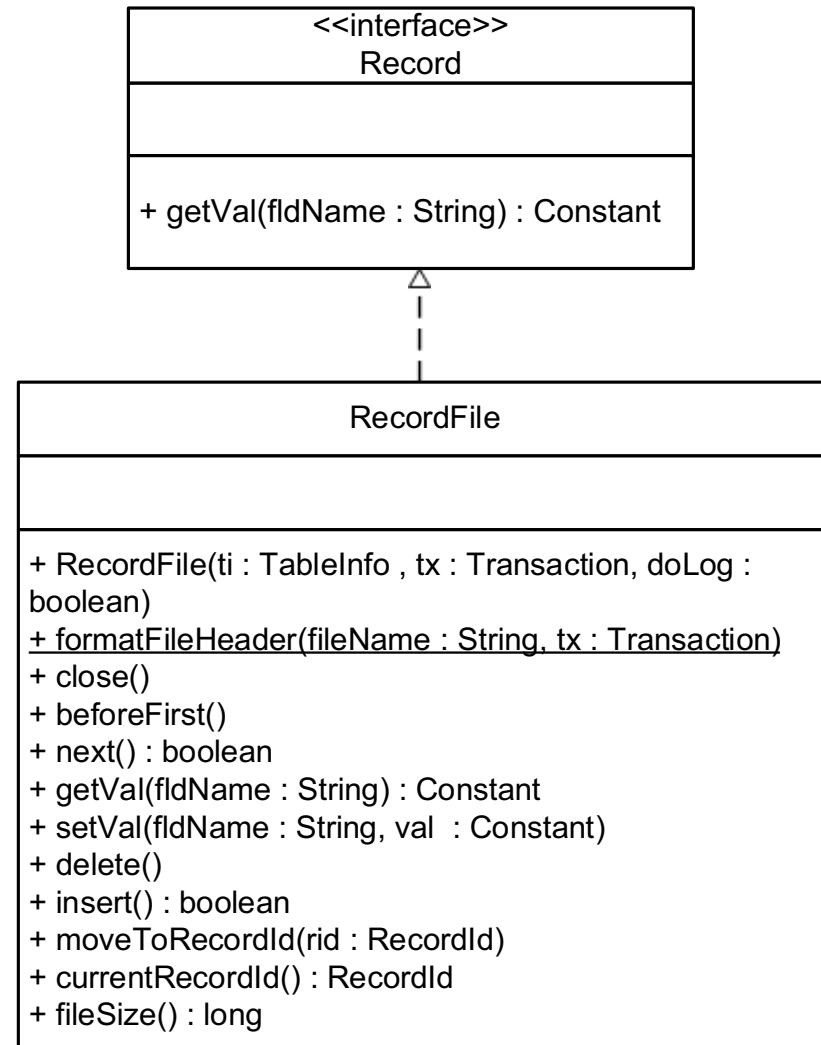 <<interface>>
Record
+ getVal(fldName : String) : Constant
RecordFile
+ RecordFile(ti : TableInfo , tx : Transaction, doLog :
boolean)
+ formatFileHeader(fileName : String, tx : Transaction)
+ close()
+ beforeFirst()
+ next() : boolean
+ getVal(fldName : String) : Constant
+ setVal(fldName : String, val  : Constant)
+ delete()
+ insert() : boolean
+ moveToRecordId(rid : RecordId)
+ currentRecordId() : RecordId
+ fileSize() : long